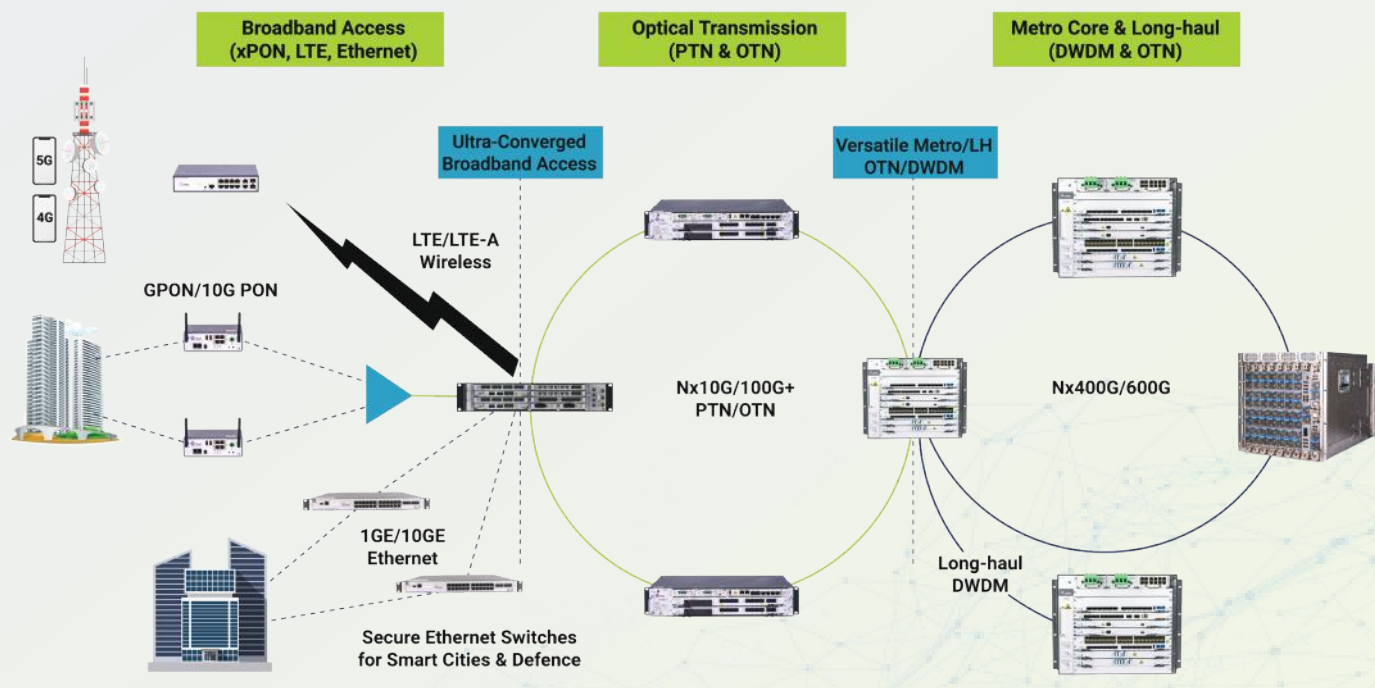 Broadband Access
(xPON, LTE, Ethernet)
Optical Transmission
(PTN & OTN)
Metro Core & Long-haul
(DWDM & OTN)
Ultra-Converged
Broadband Access
Versatile Metro/LH
OTN/DWDM
5G
4G
LTE/LTE-A
Wireless
GPON/10G PON
Nx10G/100G+
PTN/OTN
Nx400G/600G
1GE/10GE
Ethernet
Long-haul
DWDM
Secure Ethernet Switches
for Smart Cities & Defence